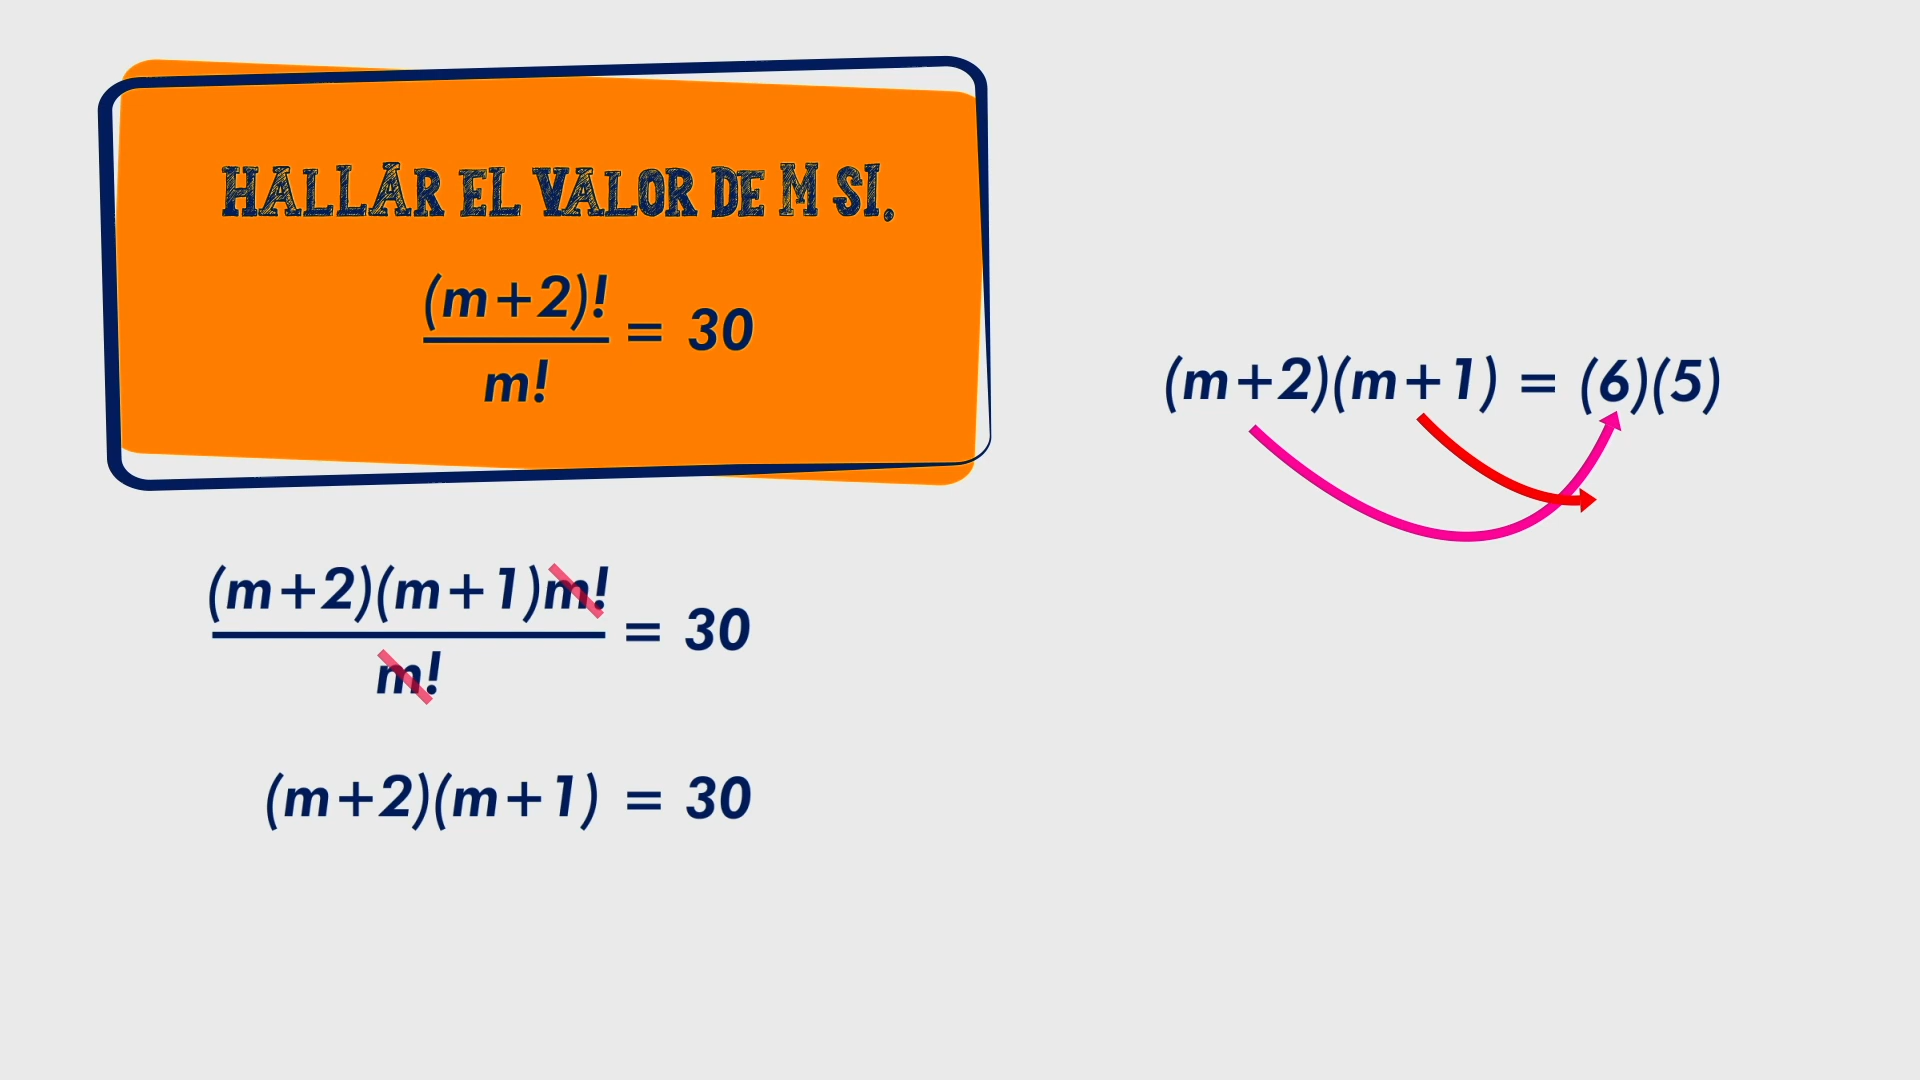 HALLAR EL VALOR DE M SI.
(m+2)!
m!
= 30
(m+2)(m+1)m!
m!
= 30
(m+2)(m+1) = 30
(m+2)(m+1) = (6)(5)